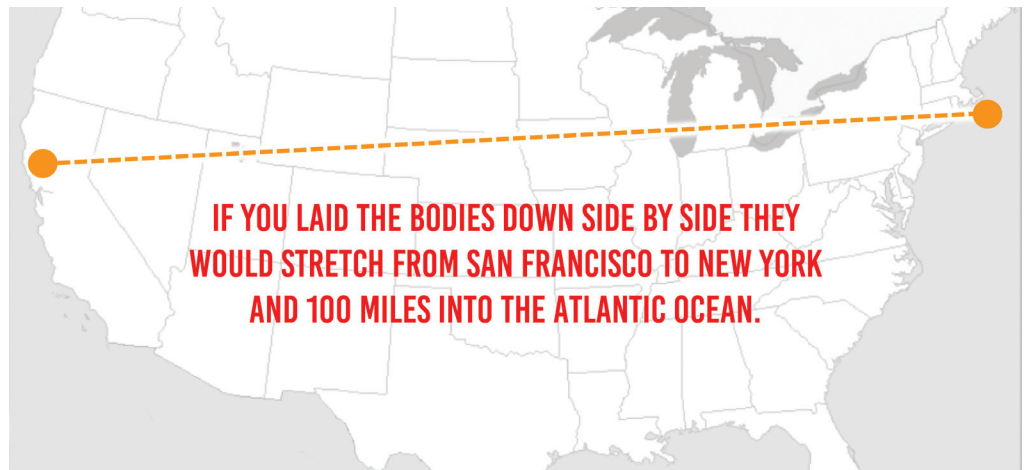 IF YOU LAID THE BODIES DOWN SIDE BY SIDE THEY
WOULD STRETCH FROM SAN FRANCISCO TO NEW YORK
AND 100 MILES INTO THE ATLANTIC OCEAN.